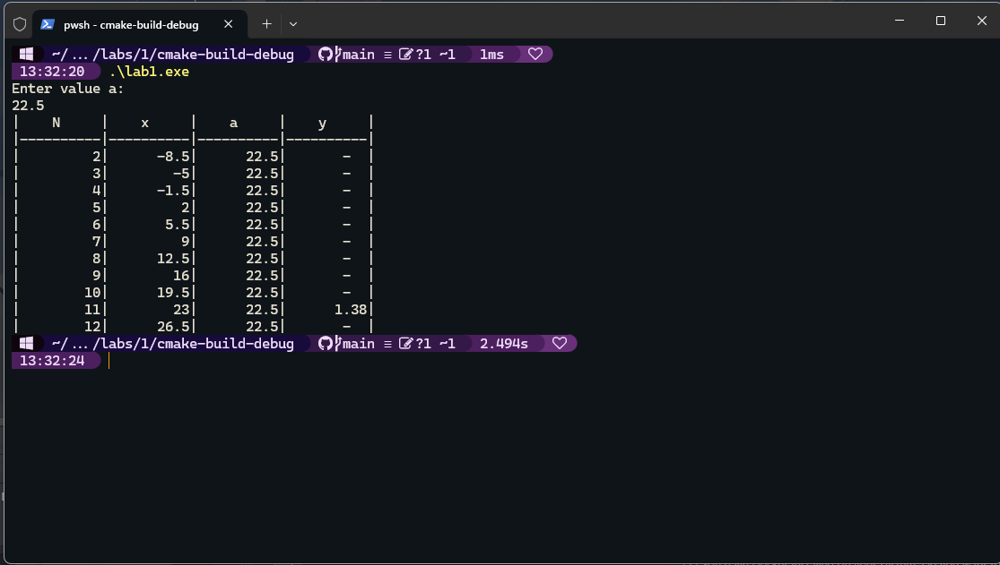 pwsh - cmake-build-debug
~/../labs/1/cmake-build-debug main ≡ ?1 ~1 1ms
13:32:20 .\lab1.exe
Enter value a:
22.5
|    N     |    x     |    a     |    y     |
|----------|----------|----------|----------|
|         2|      -8.5|      22.5|       -  |
|         3|        -5|      22.5|       -  |
|         4|      -1.5|      22.5|       -  |
|         5|         2|      22.5|       -  |
|         6|       5.5|      22.5|       -  |
|         7|         9|      22.5|       -  |
|         8|      12.5|      22.5|       -  |
|         9|        16|      22.5|       -  |
|        10|      19.5|      22.5|       -  |
|        11|        23|      22.5|      1.38|
|        12|      26.5|      22.5|       -  |
~/../labs/1/cmake-build-debug main ≡ ?1 ~1 2.494s
13:32:24